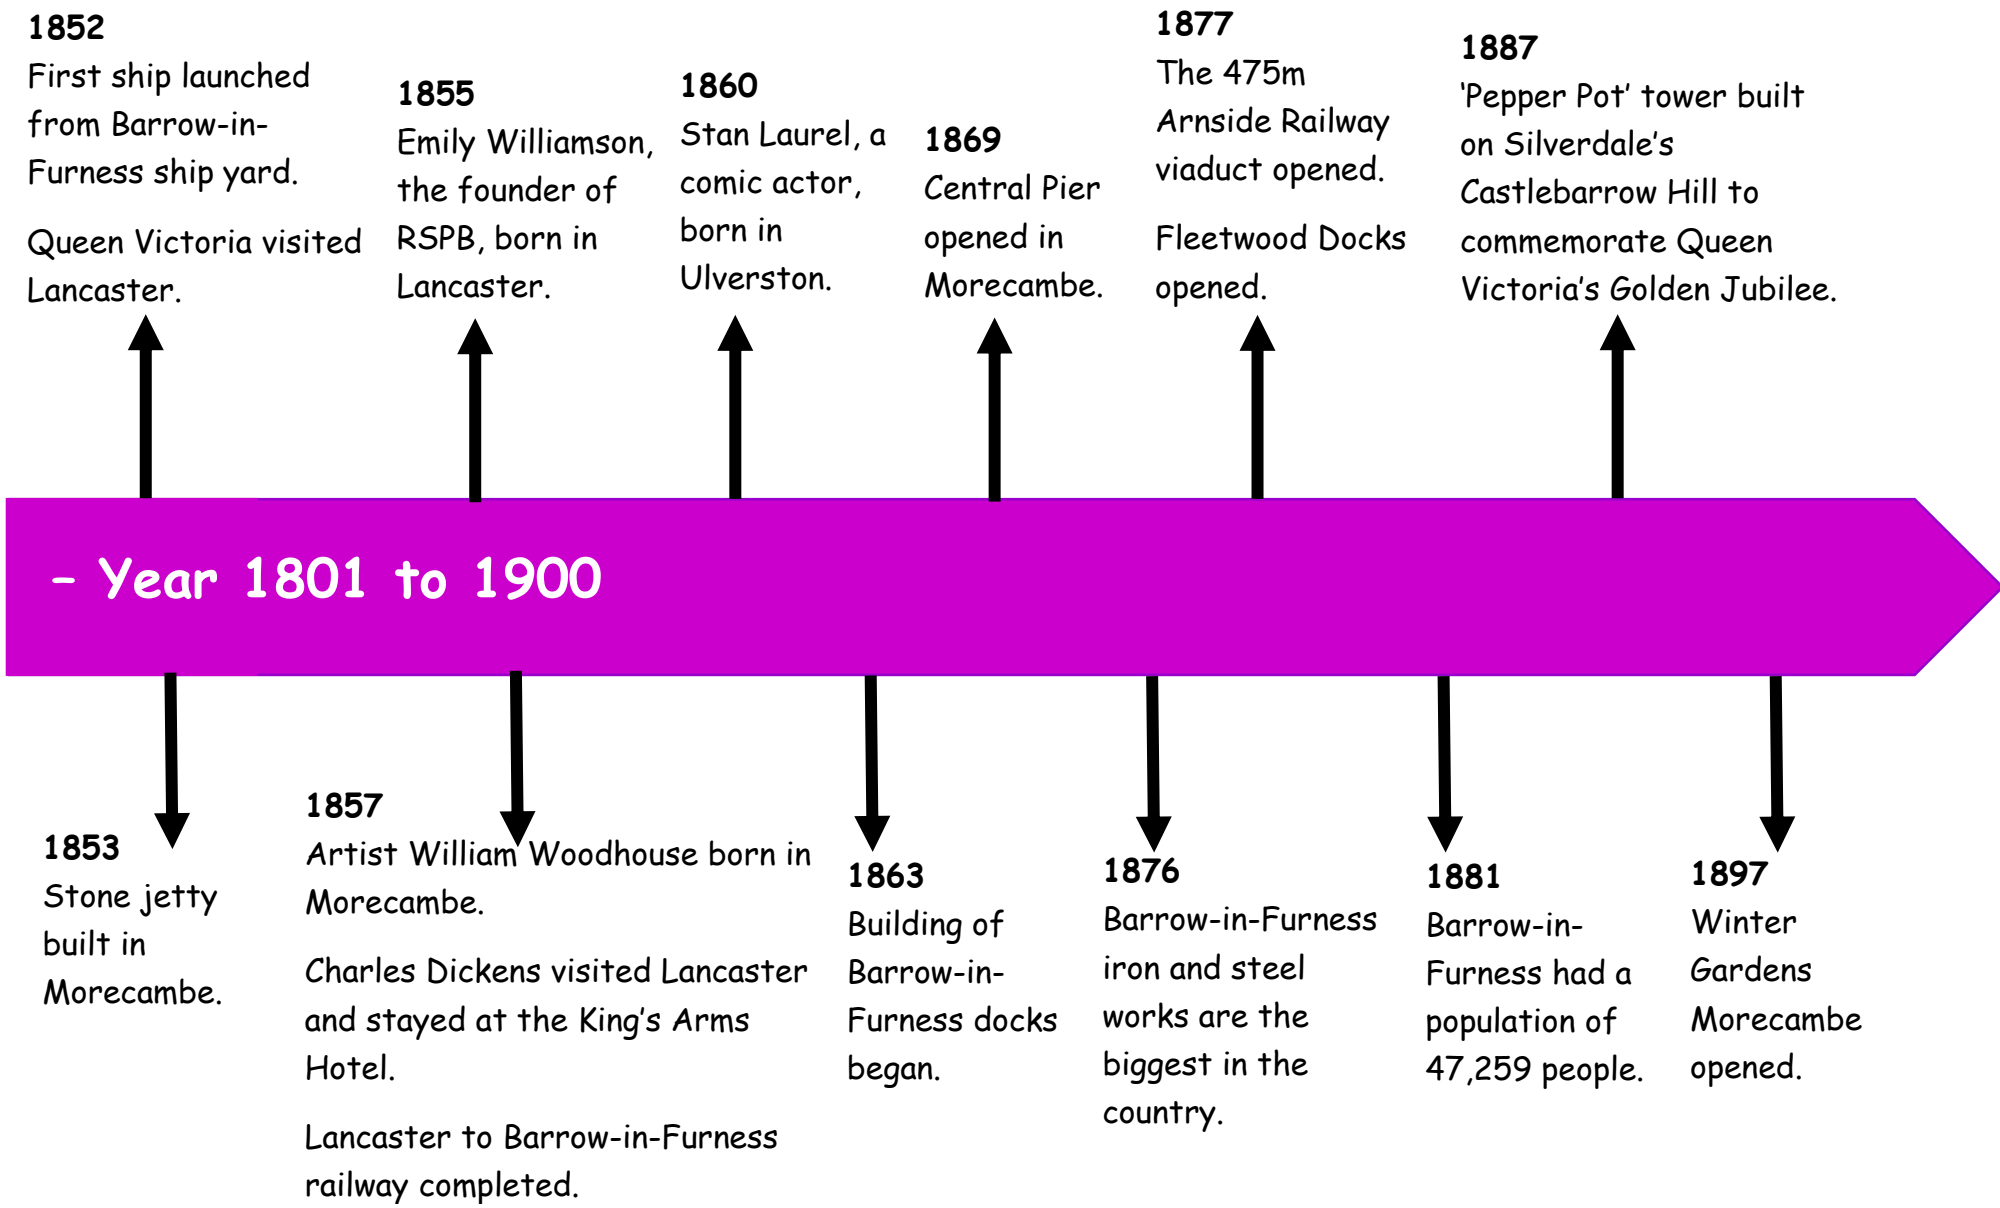 1852
First ship launched
from Barrow-in-
Furness ship yard.
Queen Victoria visited
Lancaster.
1855
Emily Williamson,
the founder of
RSPB, born in
Lancaster.
1860
Stan Laurel, a
comic actor,
born in
Ulverston.
1869
Central Pier
opened in
Morecambe.
1877
The 475m
Arnside Railway
viaduct opened.
Fleetwood Docks
opened.
1887
‘Pepper Pot’ tower built
on Silverdale’s
Castlebarrow Hill to
commemorate Queen
Victoria’s Golden Jubilee.
– Year 1801 to 1900
1853
Stone jetty
built in
Morecambe.
1857
Artist William Woodhouse born in
Morecambe.
Charles Dickens visited Lancaster
and stayed at the King’s Arms
Hotel.
Lancaster to Barrow-in-Furness
railway completed.
1863
Building of
Barrow-in-
Furness docks
began.
1876
Barrow-in-Furness
iron and steel
works are the
biggest in the
country.
1881
Barrow-in-
Furness had a
population of
47,259 people.
1897
Winter
Gardens
Morecambe
opened.